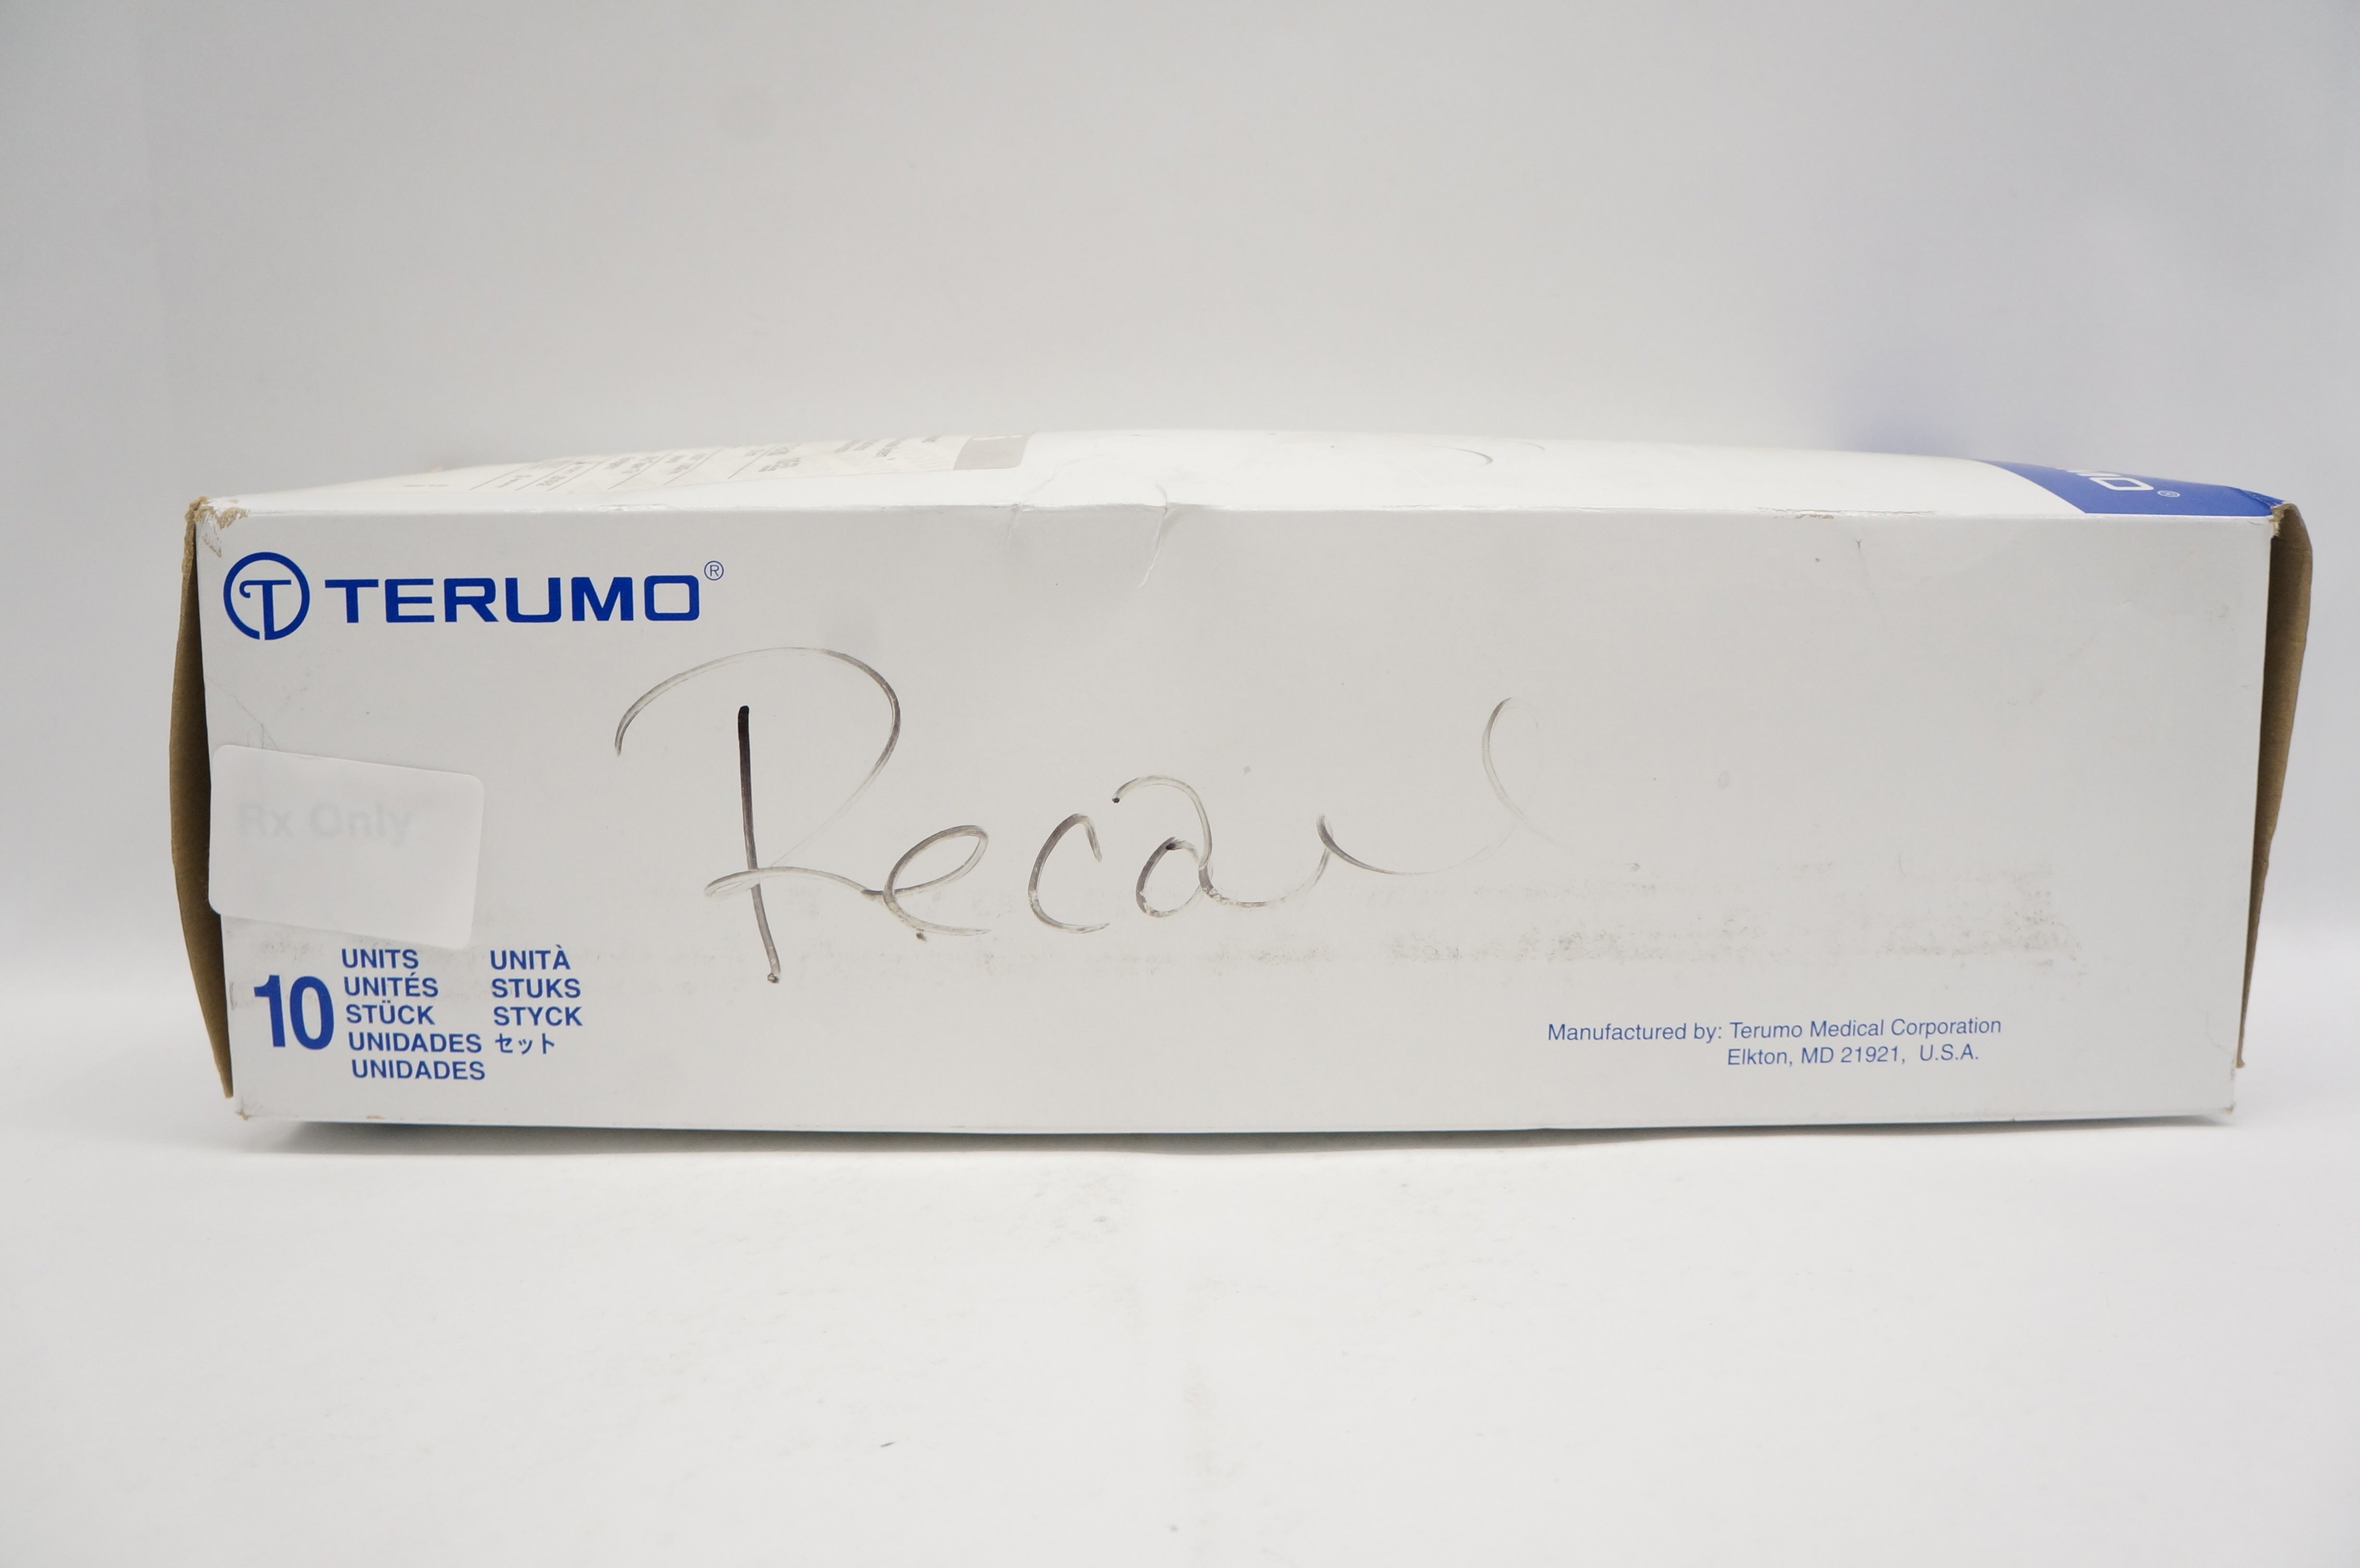 TERUMO®
Rx Only
10
UNITS UNITÀ
UNITÉS STUKS
STÜCK STYCK
UNIDADES セット
UNIDADES
Manufactured by: Terumo Medical Corporation
Elkton, MD 21921, U.S.A.